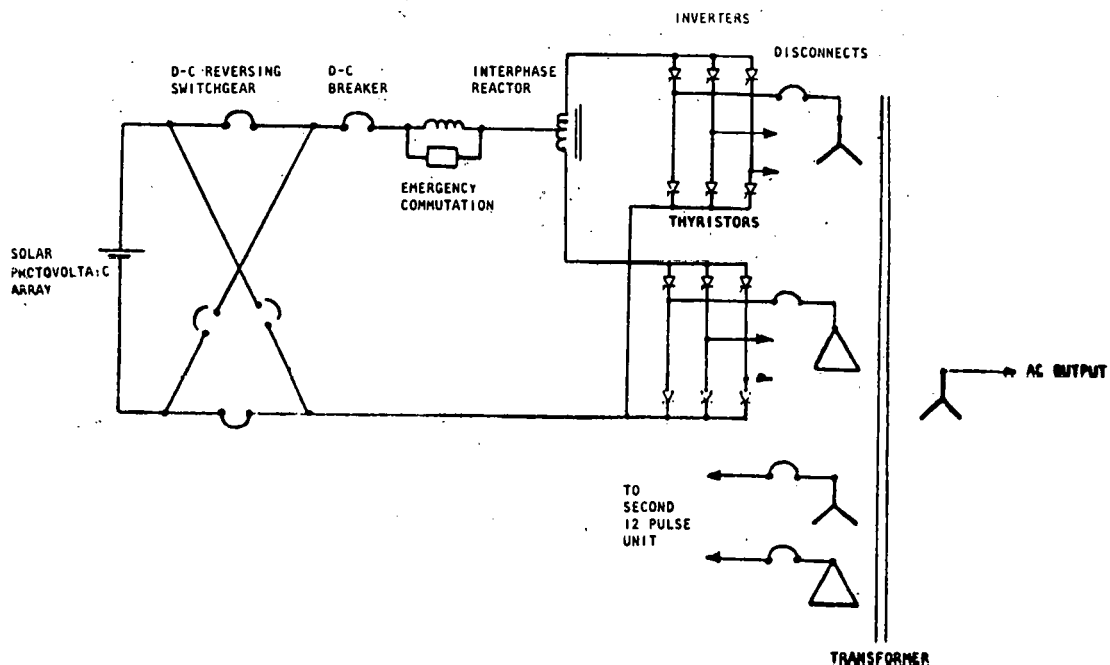 INVERTERS
DISCONNECTS
D-C REVERSING
SWITCHGEAR
D-C
BREAKER
INTERPHASE
REACTOR
EMERGENCY
COMMUTATION
THYRISTORS
SOLAR
PHOTOVOLTAIC
ARRAY
AC OUTPUT
TO
SECOND
12 PULSE
UNIT
TRANSFORMER